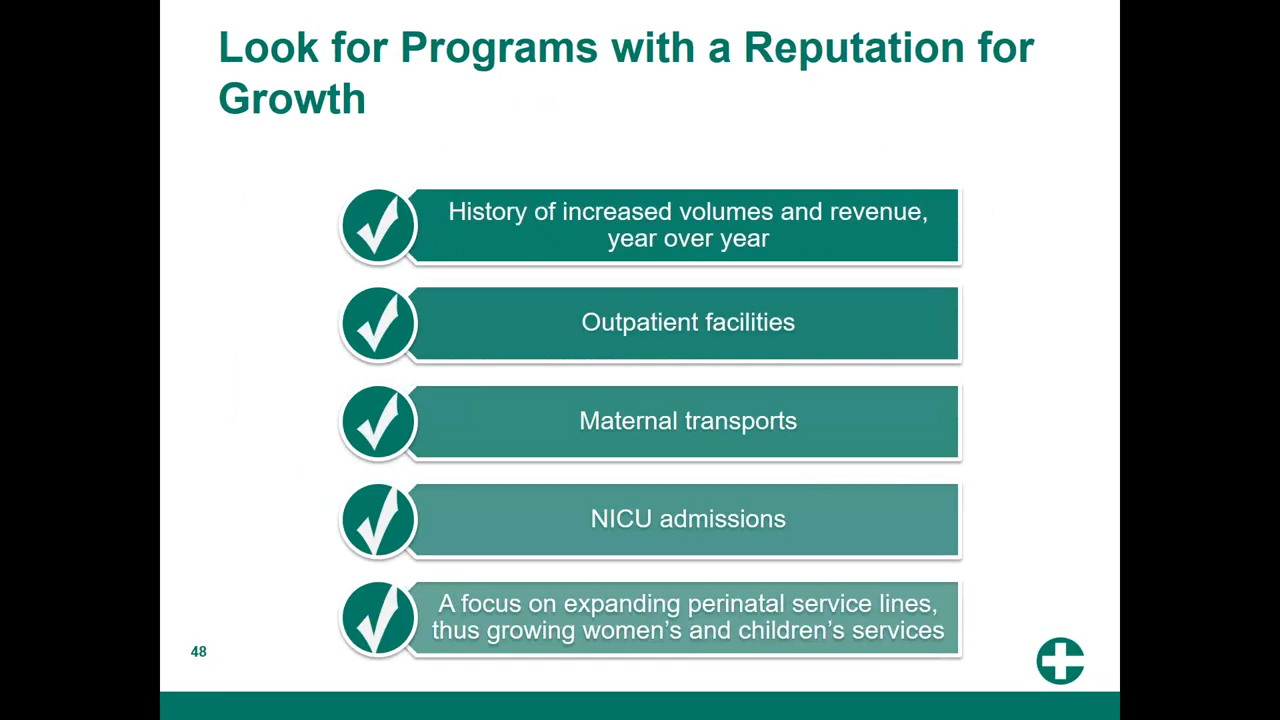 Look for Programs with a Reputation for
Growth
History of increased volumes and revenue,
year over year
Outpatient facilities
Maternal transports
NICU admissions
A focus on expanding perinatal service lines,
thus growing women’s and children’s services
48